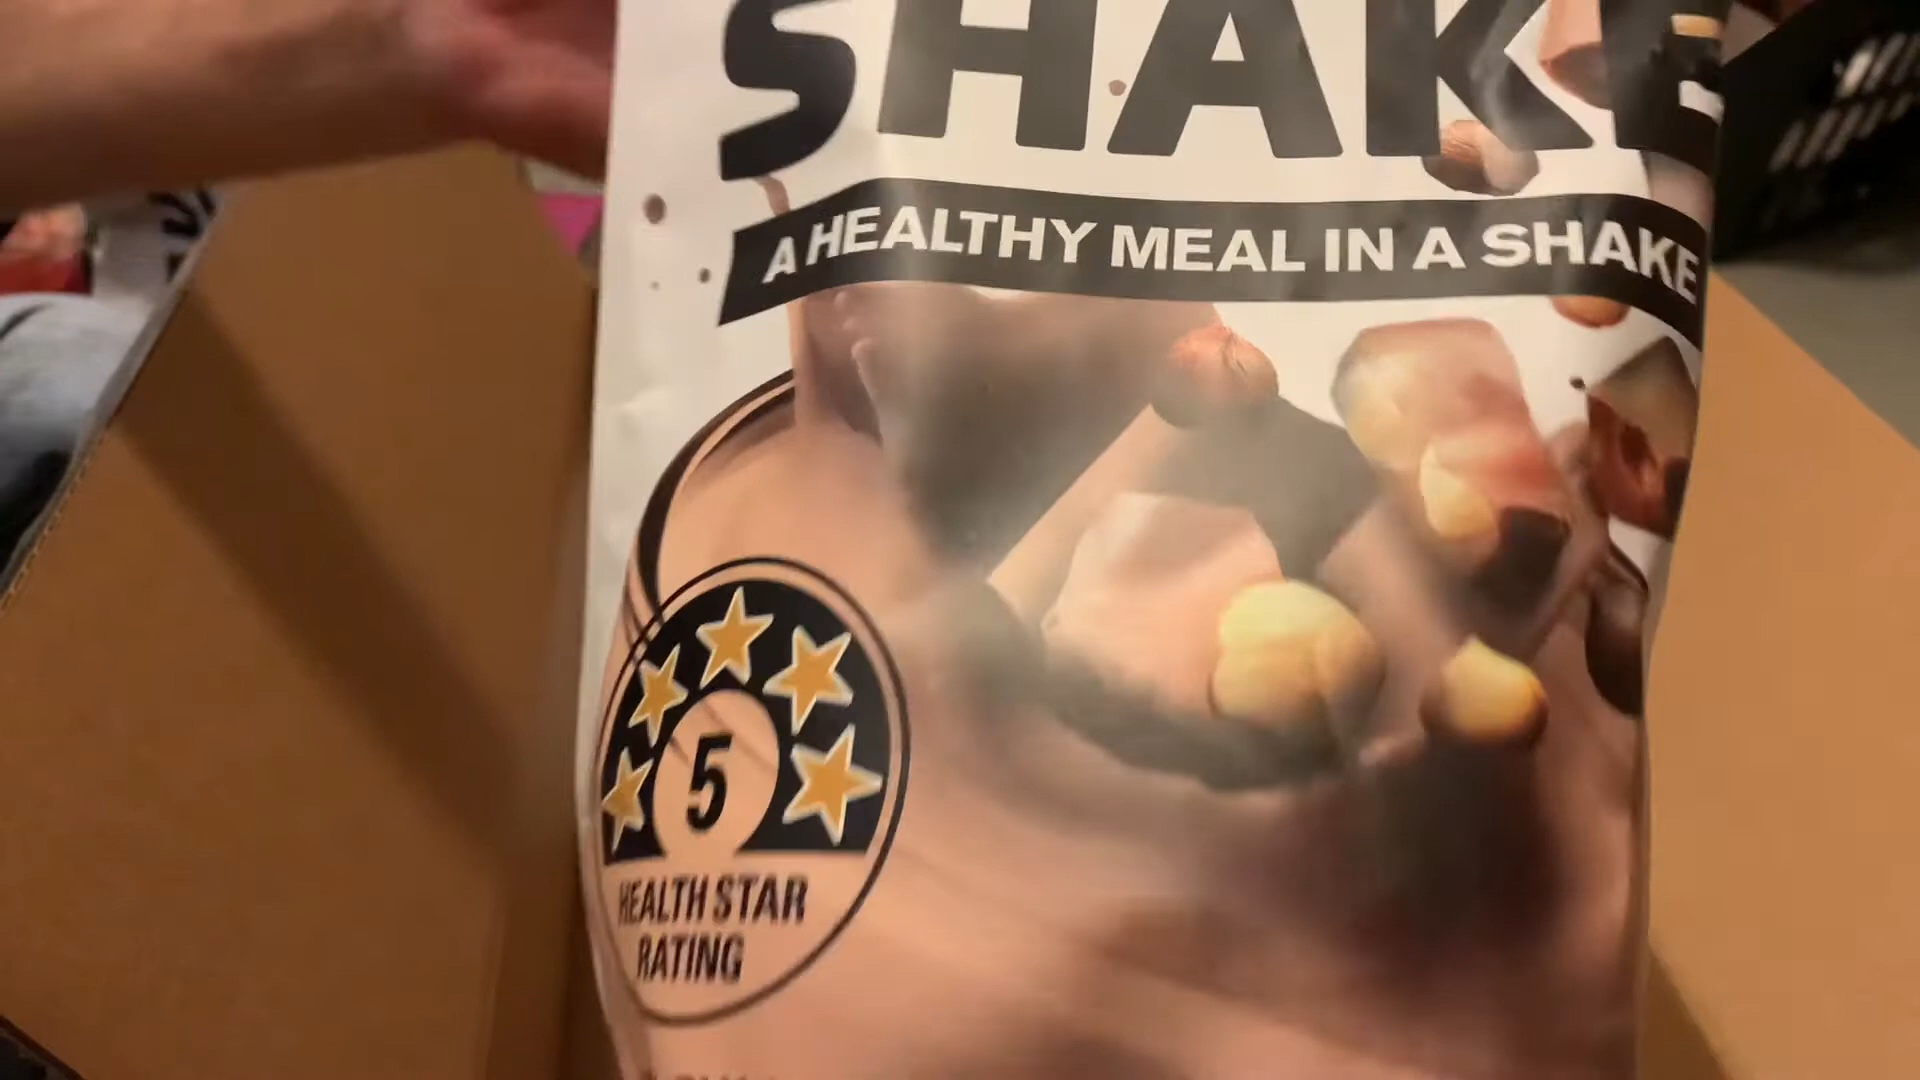 SHAKE
A HEALTHY MEAL IN A SHAKE
5
HEALTH STAR
RATING